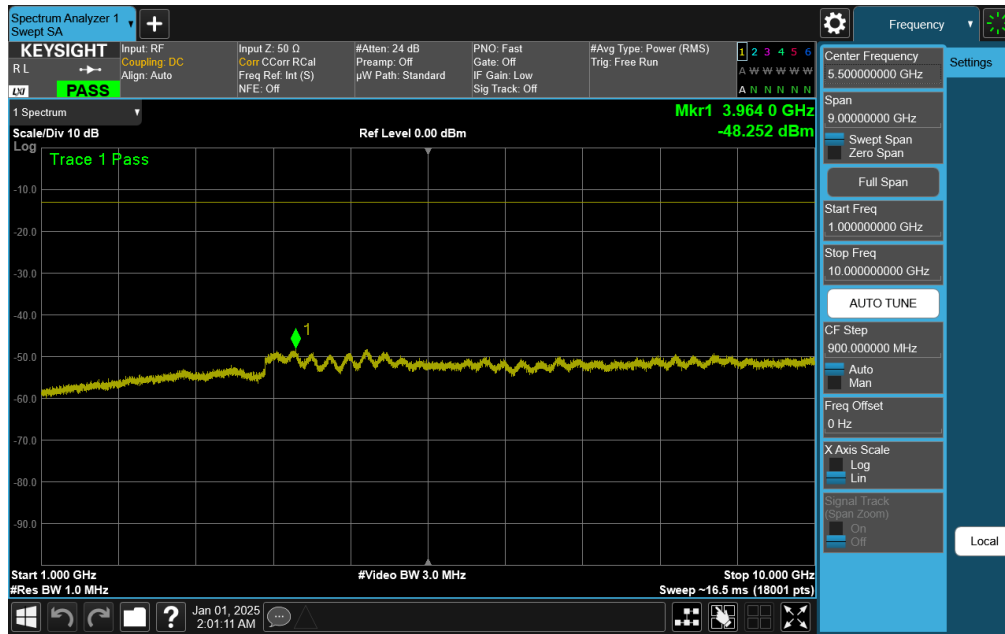 Spectrum Analyzer 1
Swept SA
Frequency
KEYSIGHT
R L
LXI
PASS
Input: RF
Coupling: DC
Align: Auto
Input Z: 50 Ω
Corr CCorr RCal
Freq Ref: Int (S)
NFE: Off
#Atten: 24 dB
Preamp: Off
µW Path: Standard
PNO: Fast
Gate: Off
IF Gain: Low
Sig Track: Off
#Avg Type: Power (RMS)
Trig: Free Run
1 2 3 4 5 6
A W W W W W
A N N N N N
1 Spectrum
Mkr1 3.964 0 GHz
Scale/Div 10 dB
Ref Level 0.00 dBm
-48.252 dBm
Log
Trace 1 Pass
-10.0
-20.0
-30.0
-40.0
1
-50.0
-60.0
-70.0
-80.0
-90.0
Start 1.000 GHz
#Video BW 3.0 MHz
Stop 10.000 GHz
#Res BW 1.0 MHz
Sweep ~16.5 ms (18001 pts)
?
Jan 01, 2025
2:01:11 AM
Center Frequency
5.500000000 GHz
Settings
Span
9.00000000 GHz
Swept Span
Zero Span
Full Span
Start Freq
1.000000000 GHz
Stop Freq
10.000000000 GHz
AUTO TUNE
CF Step
900.000000 MHz
Auto
Man
Freq Offset
0 Hz
X Axis Scale
Log
Lin
Signal Track
(Span Zoom)
On
Off
Local